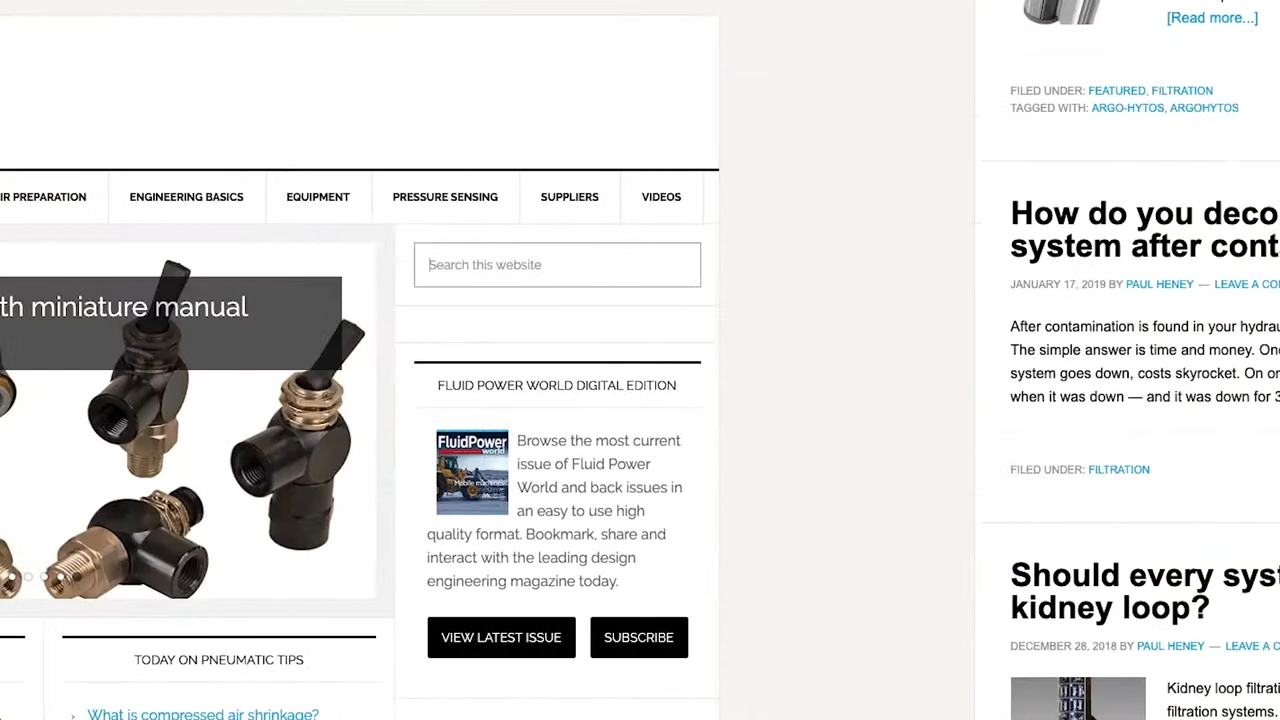 IR PREPARATION
ENGINEERING BASICS
EQUIPMENT
PRESSURE SENSING
SUPPLIERS
VIDEOS
th miniature manual
Search this website
FLUID POWER WORLD DIGITAL EDITION
FluidPower
world
Mobile machines
Browse the most current
issue of Fluid Power
World and back issues in
an easy to use high
quality format. Bookmark, share and
interact with the leading design
engineering magazine today.
VIEW LATEST ISSUE
SUBSCRIBE
TODAY ON PNEUMATIC TIPS
What is compressed air shrinkage?
[Read more...]
FILED UNDER: FEATURED, FILTRATION
TAGGED WITH: ARGO-HYTOS, ARGOHYTOS
How do you deco
system after cont
JANUARY 17, 2019 BY PAUL HENEY — LEAVE A CO
After contamination is found in your hydrau
The simple answer is time and money. On
system goes down, costs skyrocket. On or
when it was down — and it was down for 3
FILED UNDER: FILTRATION
Should every syst
kidney loop?
DECEMBER 28, 2018 BY PAUL HENEY — LEAVE A C
Kidney loop filtrati
filtration systems.